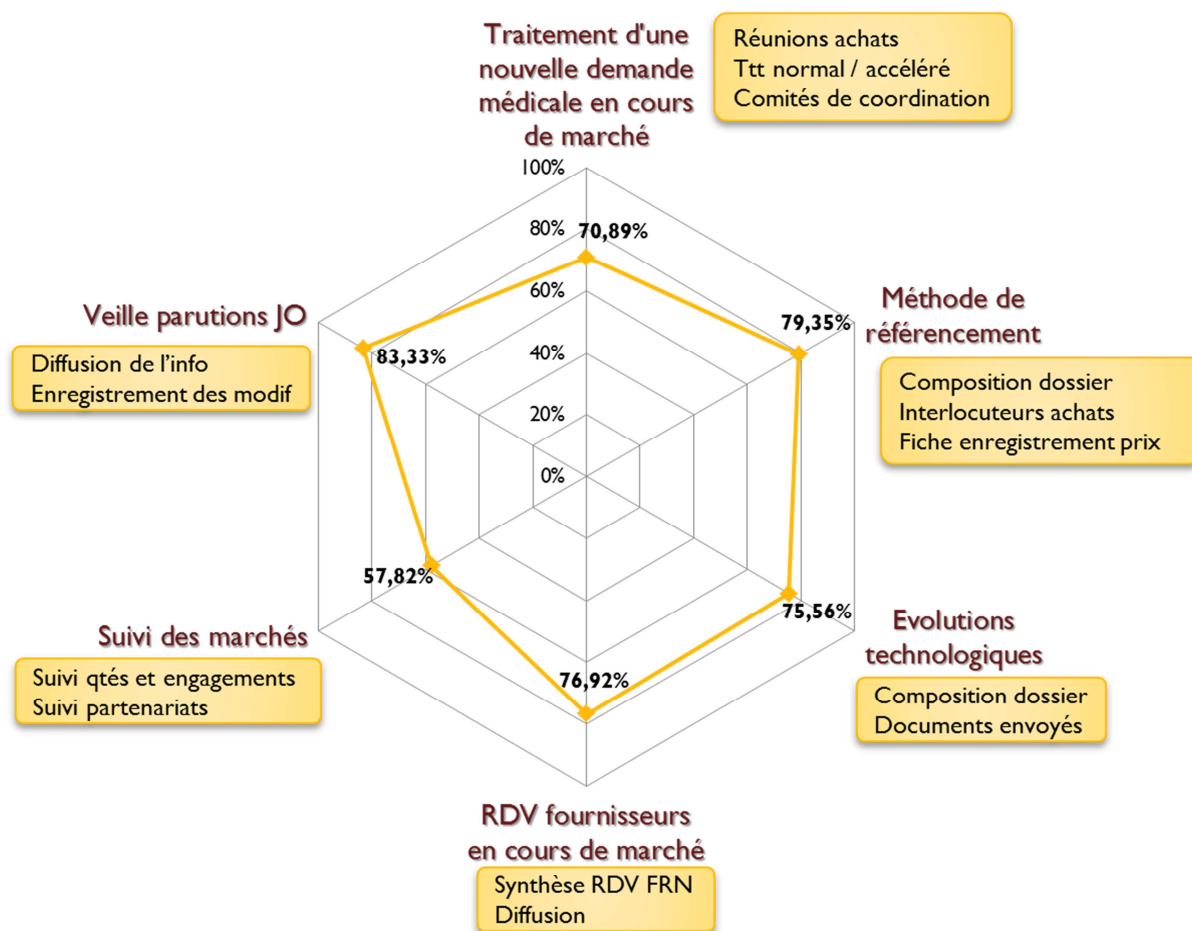 Traitement d'une
nouvelle demande
médicale en cours
de marché
Réunions achats
Ttt normal / accéléré
Comités de coordination
100%
80%
60%
40%
20%
0%
70,89%
79,35%
75,56%
76,92%
57,82%
83,33%
Méthode de
référencement
Composition dossier
Interlocuteurs achats
Fiche enregistrement prix
Evolutions
technologiques
Composition dossier
Documents envoyés
RDV fournisseurs
en cours de marché
Synthèse RDV FRN
Diffusion
Suivi des marchés
Suivi qtés et engagements
Suivi partenariats
Veille parutions JO
Diffusion de l'info
Enregistrement des modif